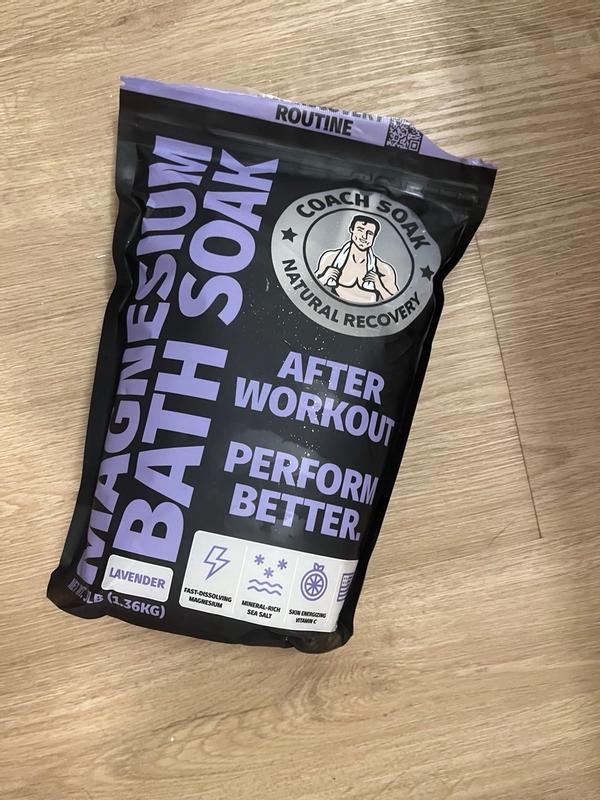 ROUTINE
MAGNESIUM
BATH SOAK
COACH SOAK
NATURAL RECOVERY
AFTER
WORKOUT
PERFORM
BETTER.
LAVENDER
LB (1.36KG)
FAST-DISSOLVING
MAGNESIUM
MINERAL-RICH
SEA SALT
SKIN ENERGIZING
VITAMIN C